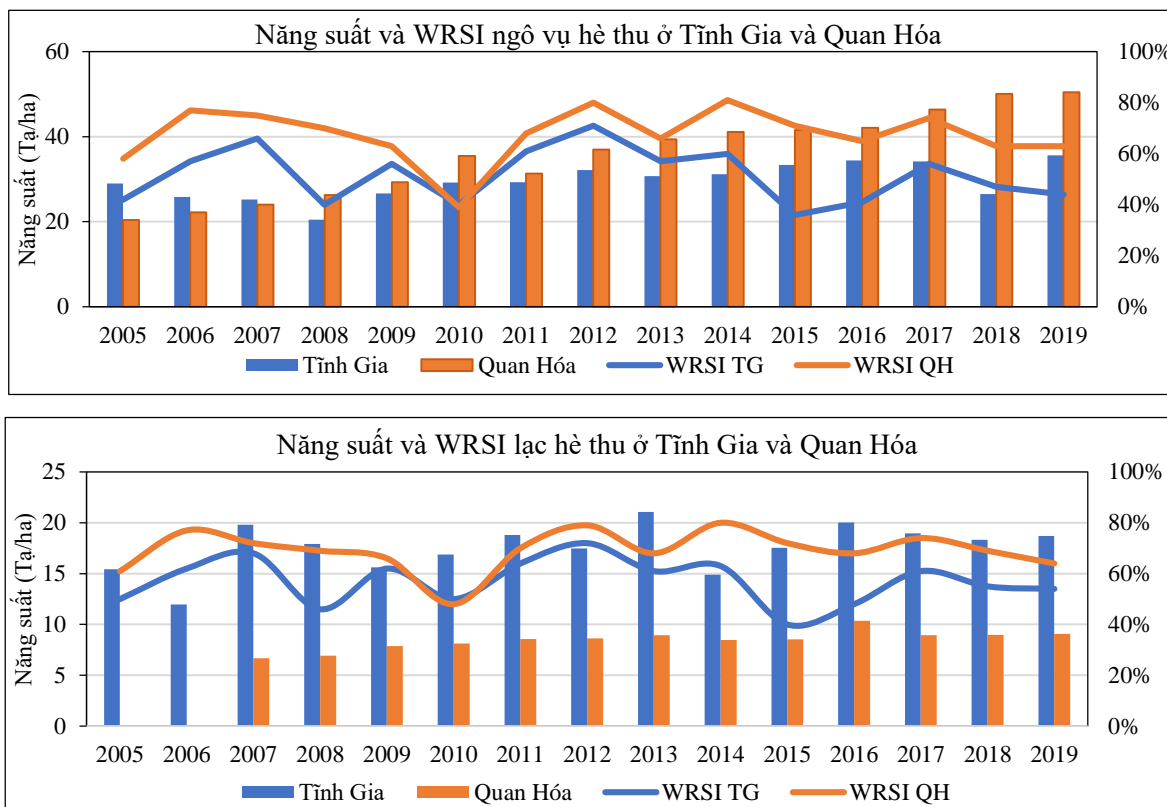 Năng suất và WRSI ngô vụ hè thu ở Tĩnh Gia và Quan Hóa
Năng suất (Tạ/ha)
60
40
20
0
100%
80%
60%
40%
20%
0%
2005 2006 2007 2008 2009 2010 2011 2012 2013 2014 2015 2016 2017 2018 2019
Tĩnh Gia Quan Hóa WRSI TG WRSI QH
Năng suất và WRSI lạc hè thu ở Tĩnh Gia và Quan Hóa
Năng suất (Tạ/ha)
25
20
15
10
5
0
100%
80%
60%
40%
20%
0%
2005 2006 2007 2008 2009 2010 2011 2012 2013 2014 2015 2016 2017 2018 2019
Tĩnh Gia Quan Hóa WRSI TG WRSI QH